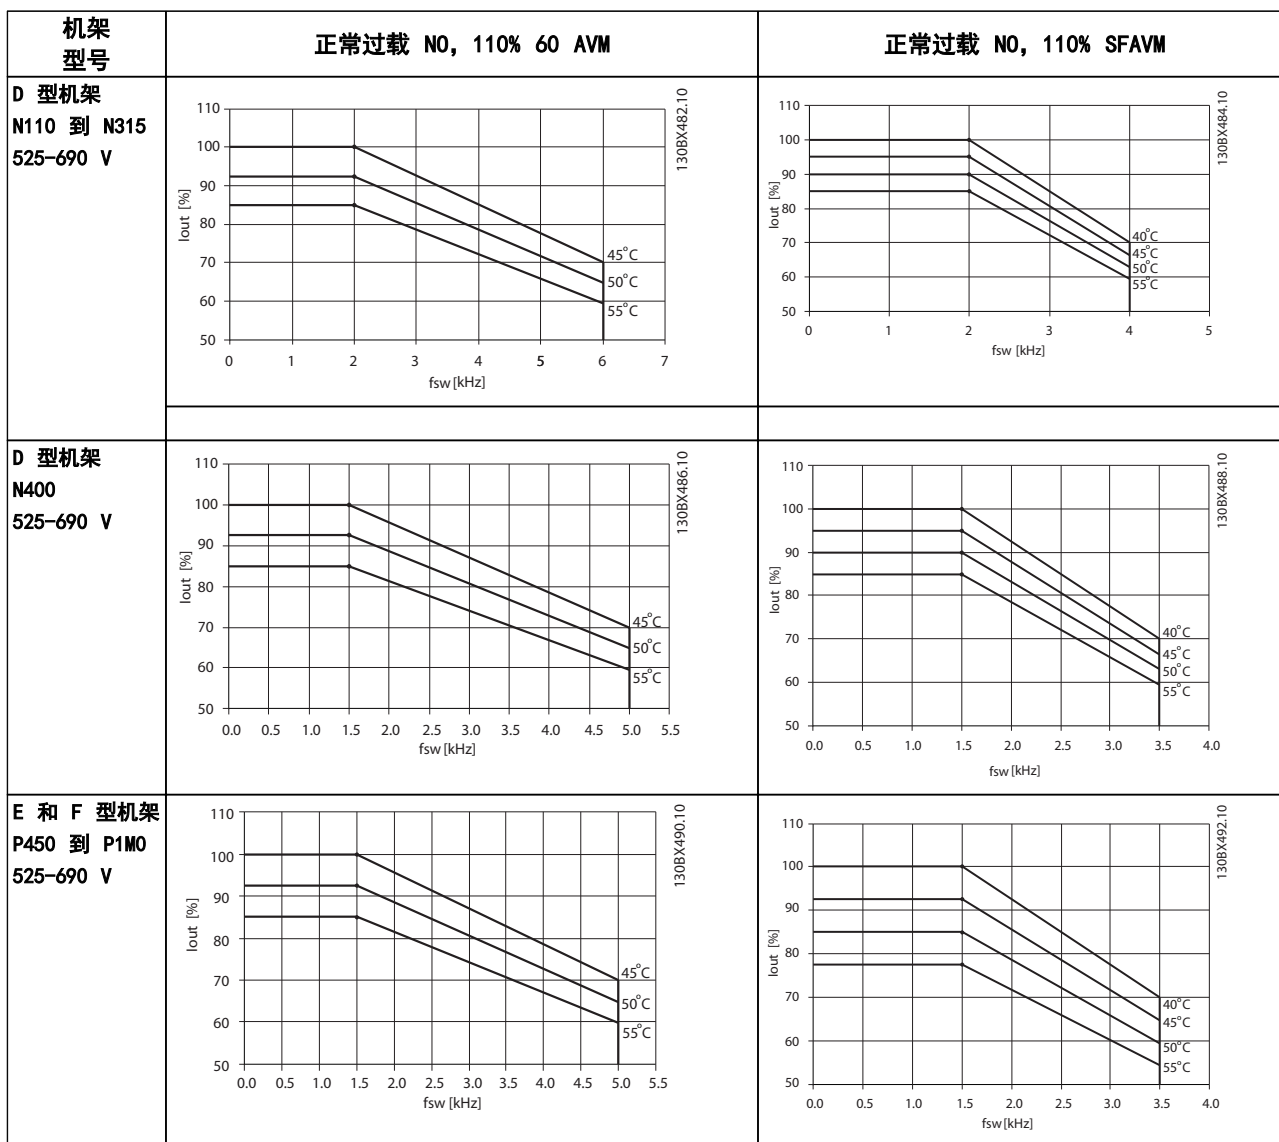 机架
型号
正常过载 NO, 110% 60 AVM
正常过载 NO, 110% SFAVM
D 型机架
N110 到 N315
525-690 V
110
100
90
80
70
60
50
Iout [%]
0 1 2 3 4 5 6 7
fsw [kHz]
45°C
50°C
55°C
130BX482.10
110
100
90
80
70
60
50
Iout [%]
0 1 2 3 4 5
fsw [kHz]
40°C
45°C
50°C
55°C
130BX484.10
D 型机架
N400
525-690 V
110
100
90
80
70
60
50
Iout [%]
0.0 0.5 1.0 1.5 2.0 2.5 3.0 3.5 4.0 4.5 5.0 5.5
fsw [kHz]
45°C
50°C
55°C
130BX486.10
110
100
90
80
70
60
50
Iout [%]
0.0 0.5 1.0 1.5 2.0 2.5 3.0 3.5 4.0
fsw [kHz]
40°C
45°C
50°C
55°C
130BX488.10
E 和 F 型机架
P450 到 P1M0
525-690 V
110
100
90
80
70
60
50
Iout [%]
0.0 0.5 1.0 1.5 2.0 2.5 3.0 3.5 4.0 4.5 5.0 5.5
fsw [kHz]
45°C
50°C
55°C
130BX490.10
110
100
90
80
70
60
50
Iout [%]
0.0 0.5 1.0 1.5 2.0 2.5 3.0 3.5 4.0
fsw [kHz]
40°C
45°C
50°C
55°C
130BX492.10